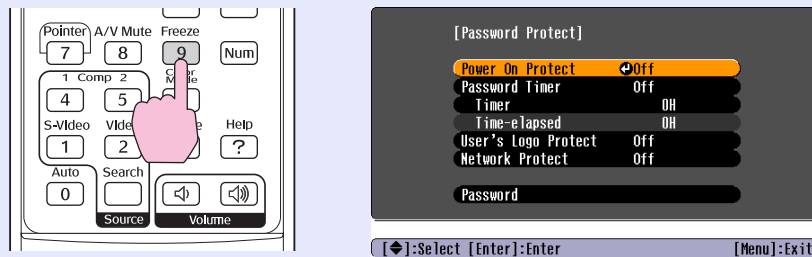 Pointer A/V Mute Freeze
7 8 9 Num
1 Comp 2
4 5
S-Video Help
1 2 ?
Auto Search
0
Source Volume
[Password Protect]
Power On Protect Off
Password Timer Off
Timer 0H
Time-elapsed 0H
User's Logo Protect Off
Network Protect Off
Password
[ ]:Select [Enter]:Enter [Menu]:Exit